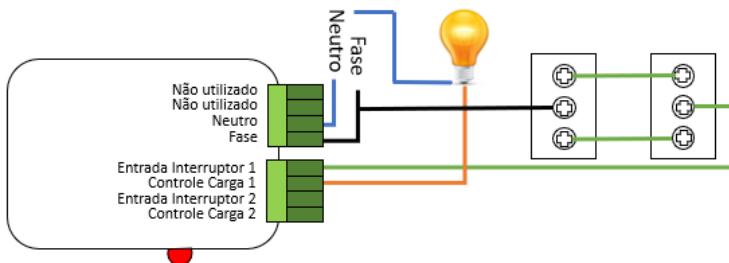 Neutro
Fase
Não utilizado
Não utilizado
Neutro
Fase
Entrada Interruptor 1
Controle Carga 1
Entrada Interruptor 2
Controle Carga 2